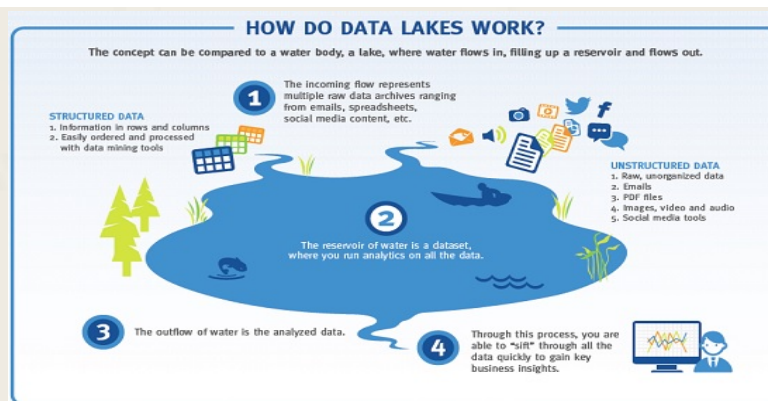 HOW DO DATA LAKES WORK?
The concept can be compared to a water body, a lake, where water flows in, filling up a reservoir and flows out.
1
The incoming flow represents
multiple raw data archives ranging
from emails, spreadsheets,
social media content, etc.
STRUCTURED DATA
1. Information in rows and columns
2. Easily ordered and processed
with data mining tools
UNSTRUCTURED DATA
1. Raw, unorganized data
2. Emails
3. PDF files
4. Images, video and audio
5. Social media tools
2
The reservoir of water is a dataset,
where you run analytics on all the data.
3
The outflow of water is the analyzed data.
4
Through this process, you are
able to "sift" through all the
data quickly to gain key
business insights.